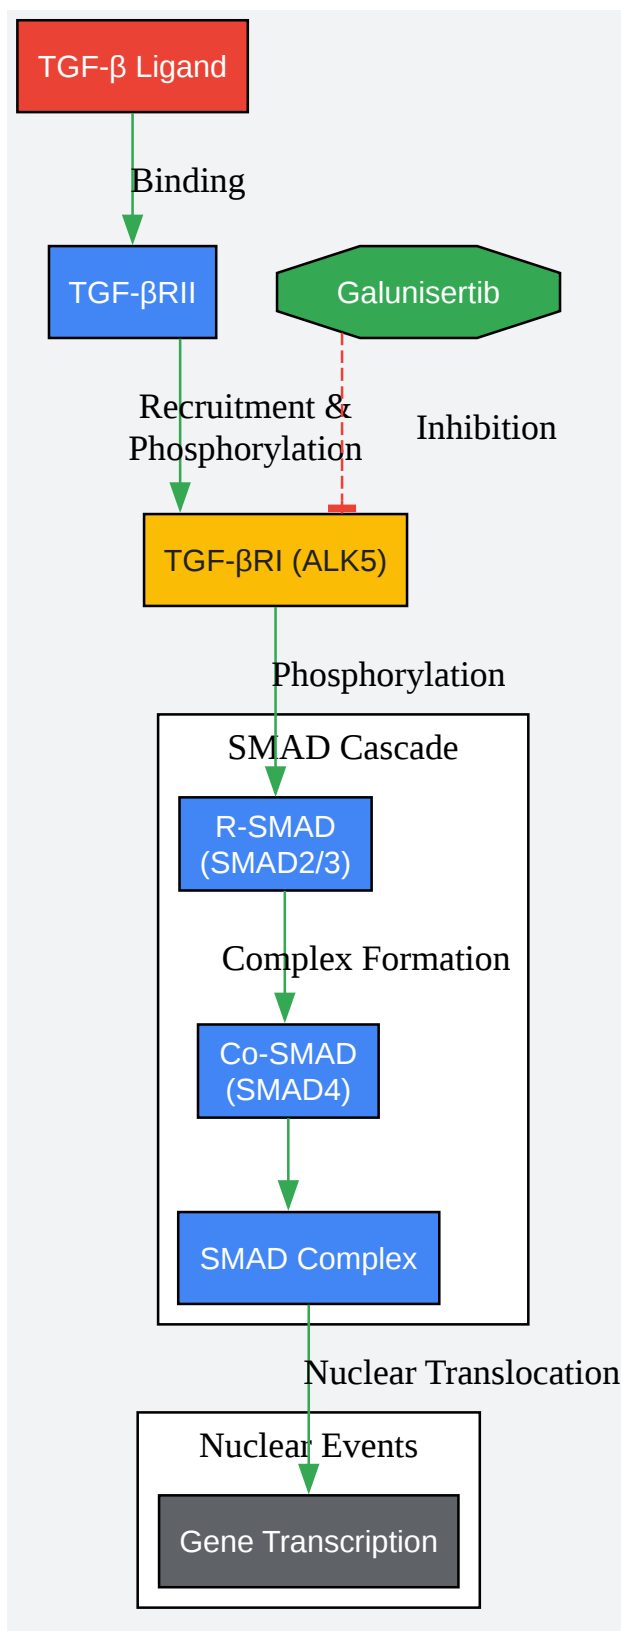 TGF-β Ligand
Binding
TGF-βRII
Galunisertib
Recruitment &
Phosphorylation
Inhibition
TGF-βRI (ALK5)
Phosphorylation
SMAD Cascade
R-SMAD
(SMAD2/3)
Complex Formation
Co-SMAD
(SMAD4)
SMAD Complex
Nuclear Translocation
Nuclear Events
Gene Transcription